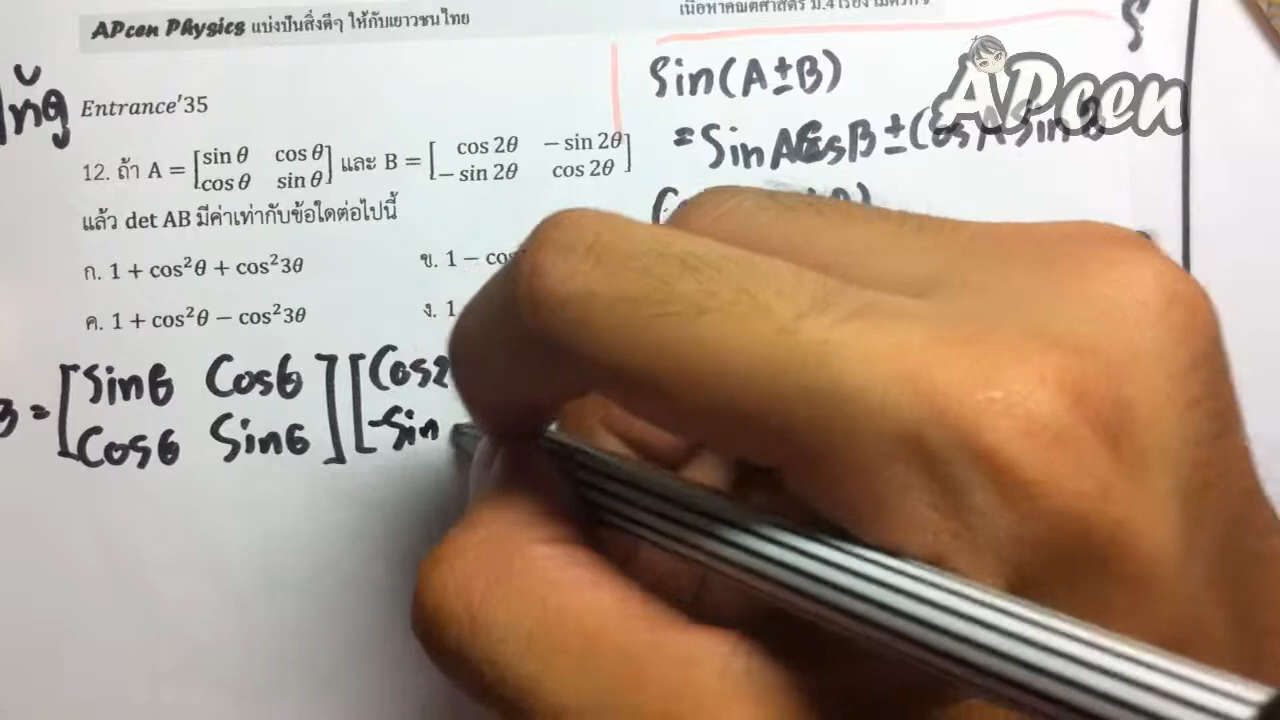 APcen Physics แบ่งปันสิ่งดีๆ ให้กับเยาวชนไทย
Entrance'35
12. ถ้า A = [sin θ cos θ
cos θ sin θ] และ B = [cos 2θ − sin 2θ
− sin 2θ cos 2θ]
แล้ว det AB มีค่าเท่ากับข้อใดต่อไปนี้
ก. 1 + cos²θ + cos²3θ
ข. 1 − cos
ค. 1 + cos²θ − cos²3θ
ง. 1
= [sinθ Cosθ
Cosθ Sinθ] [Cos2
-Sin
Sin(A±B)
= SinACosB ± CosASinB
APcen